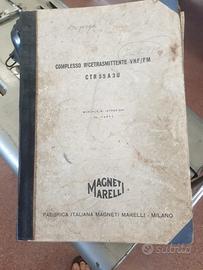 COMPLESSO RICETRASMITTENTE VHF/FM
CTR 55 A 3U
MAGNETI
MARELLI
FABBRICA ITALIANA MAGNETI MARELLI - MILANO
subito